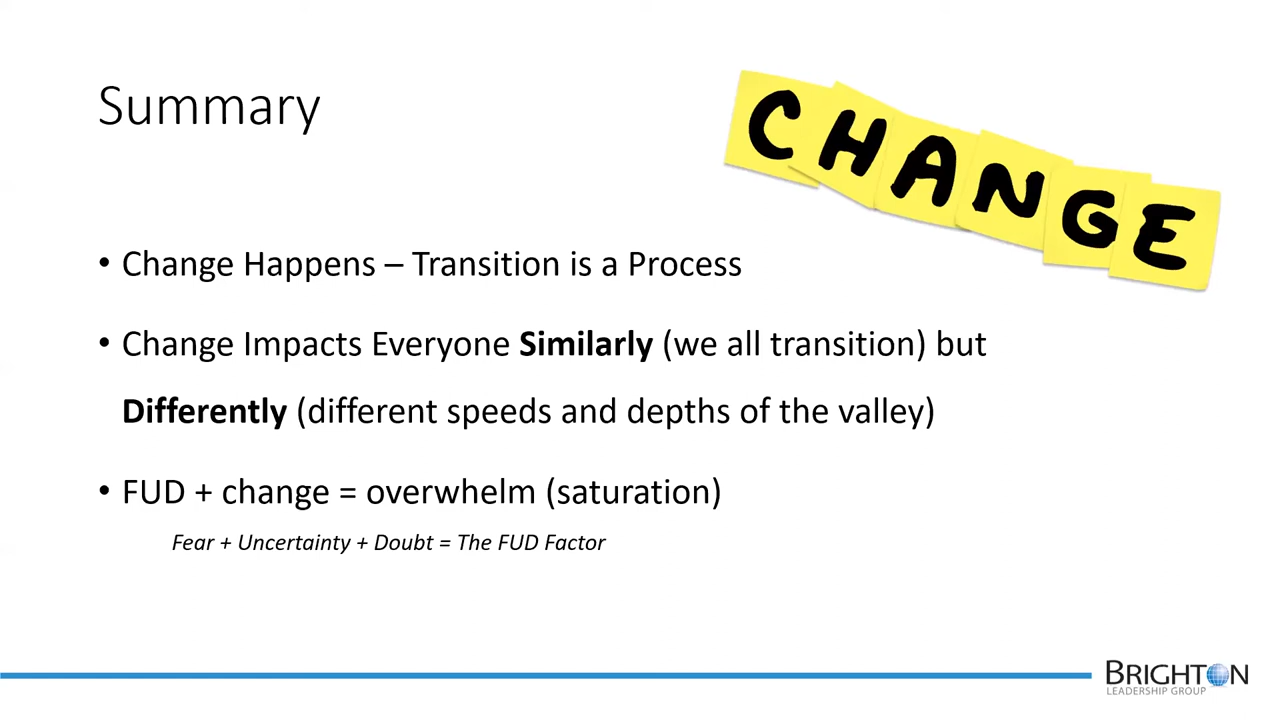 Summary
CHANGE
• Change Happens – Transition is a Process
• Change Impacts Everyone Similarly (we all transition) but
Differently (different speeds and depths of the valley)
• FUD + change = overwhelm (saturation)
Fear + Uncertainty + Doubt = The FUD Factor
BRIGHTON
LEADERSHIP GROUP